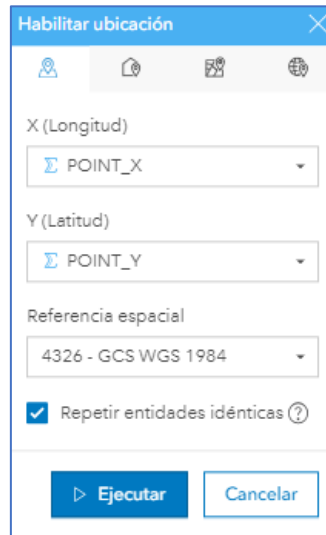 Habilitar ubicación
X (Longitud)
Σ POINT_X
Y (Latitud)
Σ POINT_Y
Referencia espacial
4326 - GCS WGS 1984
Repetir entidades idénticas ?
Ejecutar Cancelar